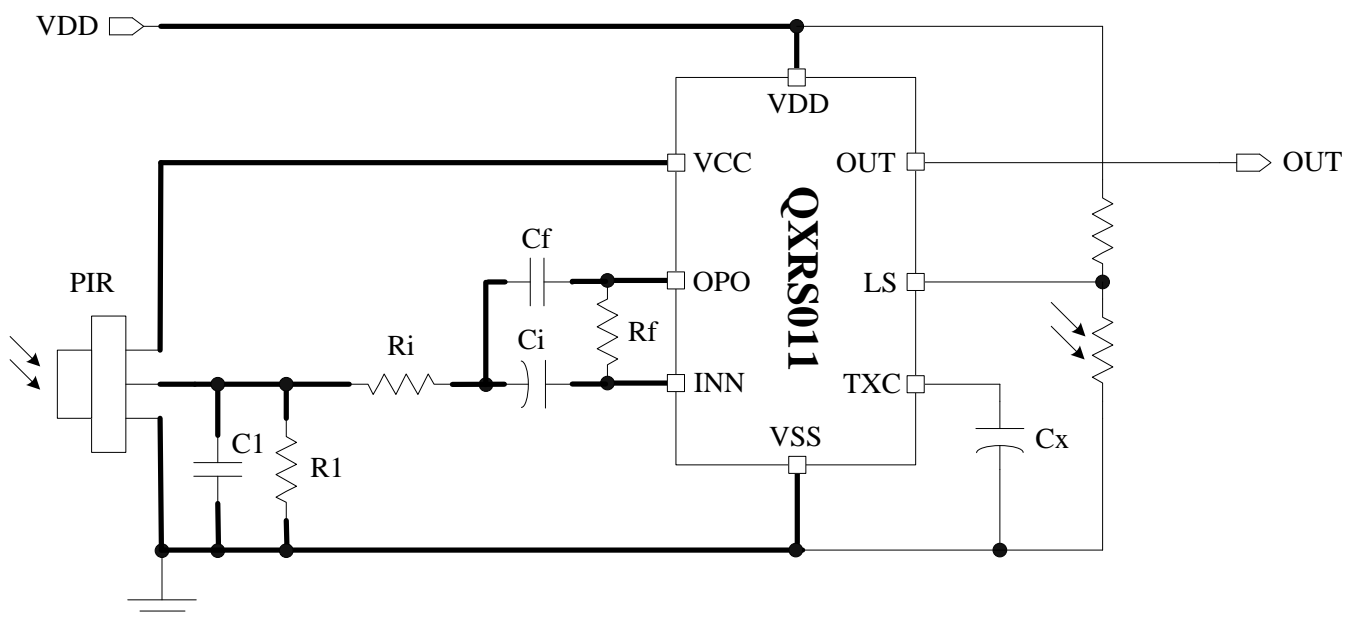 VDD
VDD
VCC
OUT
OUT
QXRS011
Cf
PIR
OPO
LS
Rf
Ri
Ci
INN
TXC
C1
VSS
Cx
R1